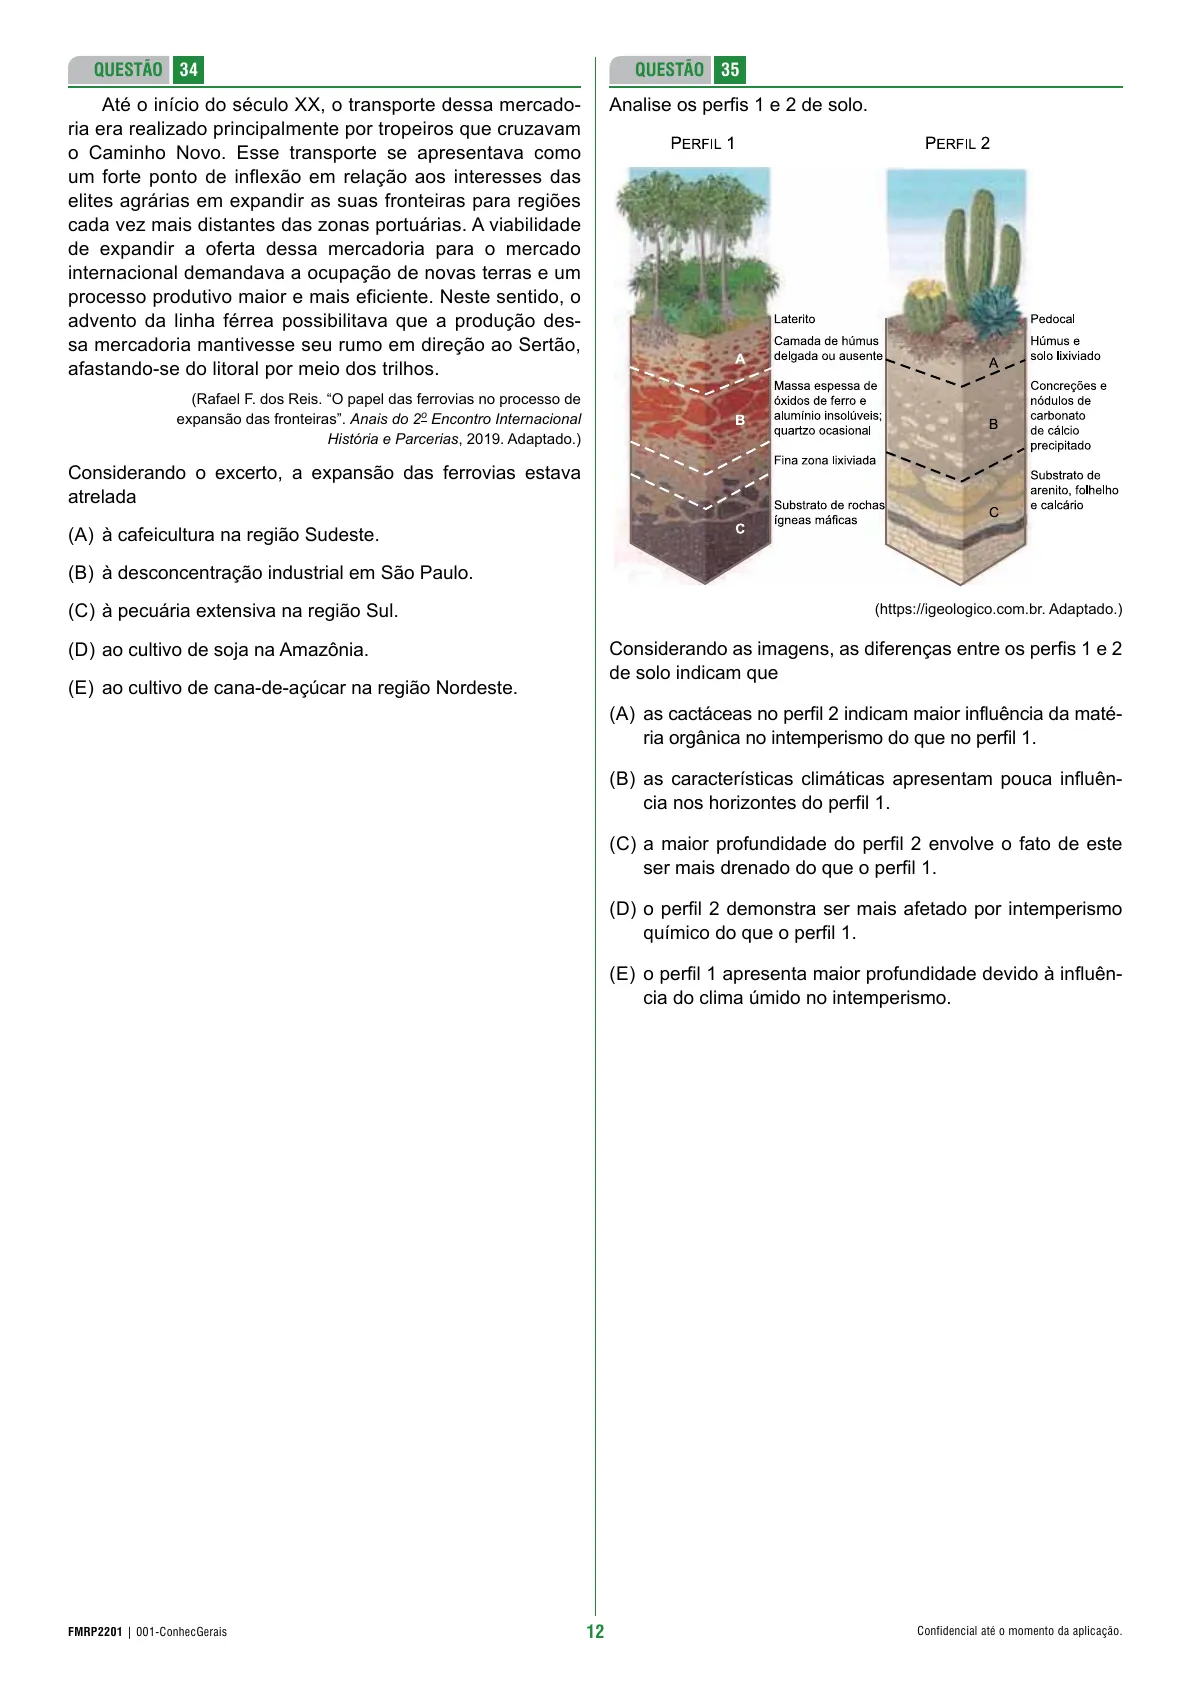 QUESTÃO 34
Até o início do século XX, o transporte dessa mercado-
ria era realizado principalmente por tropeiros que cruzavam
o Caminho Novo. Esse transporte se apresentava como
um forte ponto de inflexão em relação aos interesses das
elites agrárias em expandir as suas fronteiras para regiões
cada vez mais distantes das zonas portuárias. A viabilidade
de expandir a oferta dessa mercadoria para o mercado
internacional demandava a ocupação de novas terras e um
processo produtivo maior e mais eficiente. Neste sentido, o
advento da linha férrea possibilitava que a produção des-
sa mercadoria mantivesse seu rumo em direção ao Sertão,
afastando-se do litoral por meio dos trilhos.
(Rafael F. dos Reis. “O papel das ferrovias no processo de
expansão das fronteiras”. Anais do 2º Encontro Internacional
História e Parcerias, 2019. Adaptado.)
Considerando o excerto, a expansão das ferrovias estava
atrelada
(A) à cafeicultura na região Sudeste.
(B) à desconcentração industrial em São Paulo.
(C) à pecuária extensiva na região Sul.
(D) ao cultivo de soja na Amazônia.
(E) ao cultivo de cana-de-açúcar na região Nordeste.
QUESTÃO 35
Analise os perfis 1 e 2 de solo.
PERFIL 1
A
B
C
Laterito
Camada de húmus
delgada ou ausente
Massa espessa de
óxidos de ferro e
alumínio insolúveis;
quartzo ocasional
Fina zona lixiviada
Substrato de rochas
ígneas máficas
PERFIL 2
A
B
C
Pedocal
Húmus e
solo lixiviado
Concreções e
nódulos de
carbonato
de cálcio
precipitado
Substrato de
arenito, folhelho
e calcário
(https://igeologico.com.br. Adaptado.)
Considerando as imagens, as diferenças entre os perfis 1 e 2
de solo indicam que
(A) as cactáceas no perfil 2 indicam maior influência da maté-
ria orgânica no intemperismo do que no perfil 1.
(B) as características climáticas apresentam pouca influên-
cia nos horizontes do perfil 1.
(C) a maior profundidade do perfil 2 envolve o fato de este
ser mais drenado do que o perfil 1.
(D) o perfil 2 demonstra ser mais afetado por intemperismo
químico do que o perfil 1.
(E) o perfil 1 apresenta maior profundidade devido à influên-
cia do clima úmido no intemperismo.
FMRP2201 | 001-ConhecGerais
12
Confidencial até o momento da aplicação.